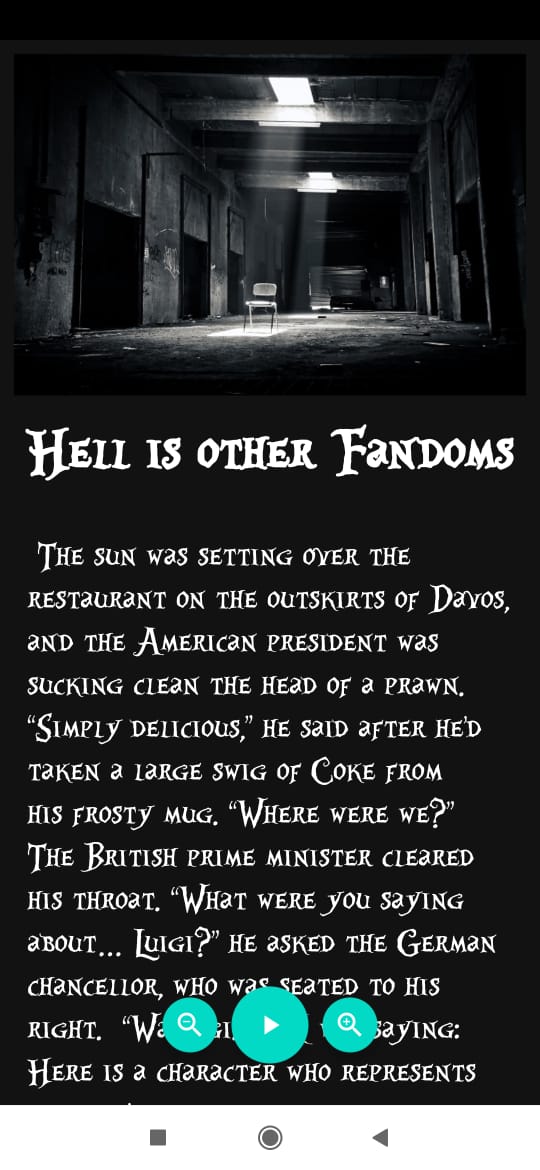 Hell is other Fandoms
The sun was setting over the
restaurant on the outskirts of Davos,
and the American president was
sucking clean the head of a prawn.
“Simply delicious,” he said after he’d
taken a large swig of Coke from
his frosty mug. “Where were we?”
The British prime minister cleared
his throat. “What were you saying
about... Luigi?” he asked the German
chancellor, who was seated to his
right. saying:
Here is a character who represents